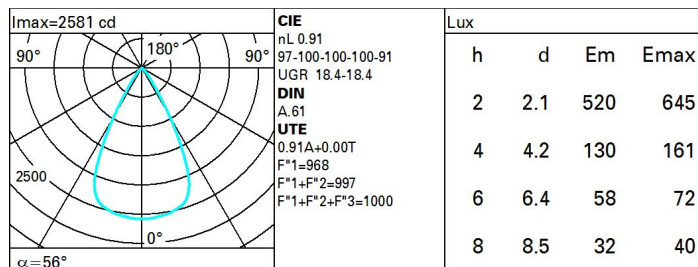 Imax=2581 cd
90° 180° 90°
2500
0°
α=56°
CIE
nL 0.91
97-100-100-100-91
UGR 18.4-18.4
DIN
A.61
UTE
0.91A+0.00T
F"1=968
F"1+F"2=997
F"1+F"2+F"3=1000
Lux
h d Em Emax
2 2.1 520 645
4 4.2 130 161
6 6.4 58 72
8 8.5 32 40